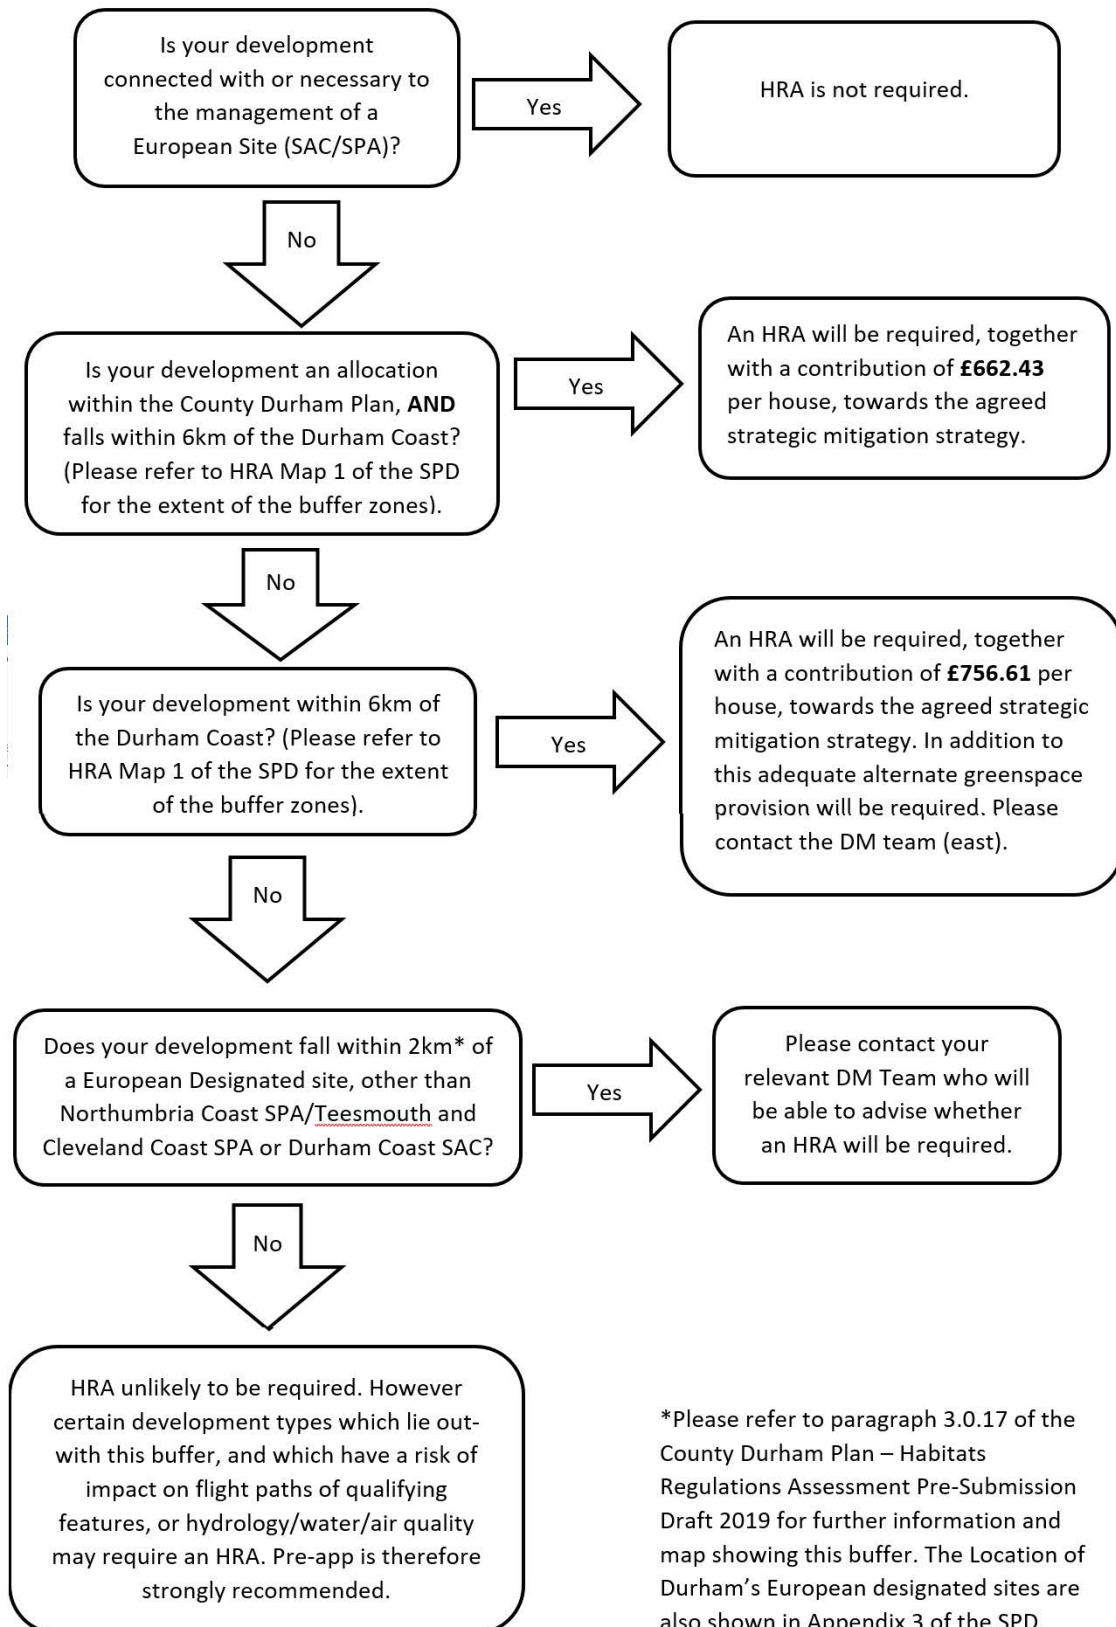 Is your development
connected with or necessary to
the management of a
European Site (SAC/SPA)?
Yes
HRA is not required.
No
Is your development an allocation
within the County Durham Plan, AND
falls within 6km of the Durham Coast?
(Please refer to HRA Map 1 of the SPD
for the extent of the buffer zones).
Yes
An HRA will be required, together
with a contribution of £662.43
per house, towards the agreed
strategic mitigation strategy.
No
Is your development within 6km of
the Durham Coast? (Please refer to
HRA Map 1 of the SPD for the extent
of the buffer zones).
Yes
An HRA will be required, together
with a contribution of £756.61 per
house, towards the agreed strategic
mitigation strategy. In addition to
this adequate alternate greenspace
provision will be required. Please
contact the DM team (east).
No
Does your development fall within 2km* of
a European Designated site, other than
Northumbria Coast SPA/Teesmouth and
Cleveland Coast SPA or Durham Coast SAC?
Yes
Please contact your
relevant DM Team who will
be able to advise whether
an HRA will be required.
No
HRA unlikely to be required. However
certain development types which lie out-
with this buffer, and which have a risk of
impact on flight paths of qualifying
features, or hydrology/water/air quality
may require an HRA. Pre-app is therefore
strongly recommended.
*Please refer to paragraph 3.0.17 of the
County Durham Plan – Habitats
Regulations Assessment Pre-Submission
Draft 2019 for further information and
map showing this buffer. The Location of
Durham's European designated sites are
also shown in Appendix 3 of the SPD.